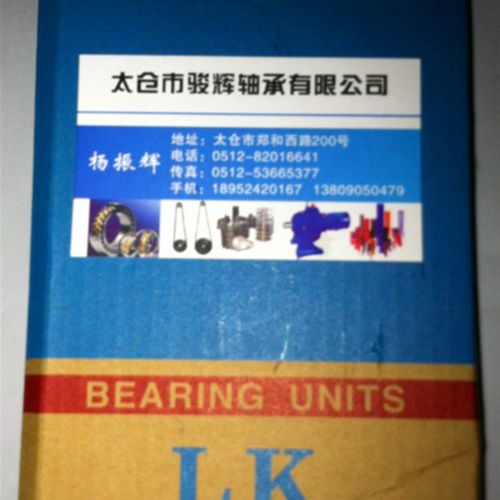 太仓市骏辉轴承有限公司
杨振辉
地址：太仓市郑和西路200号
电话：0512-82016641
传真：0512-53665377
手机：18952420167 13809050479
BEARING UNITS
LK